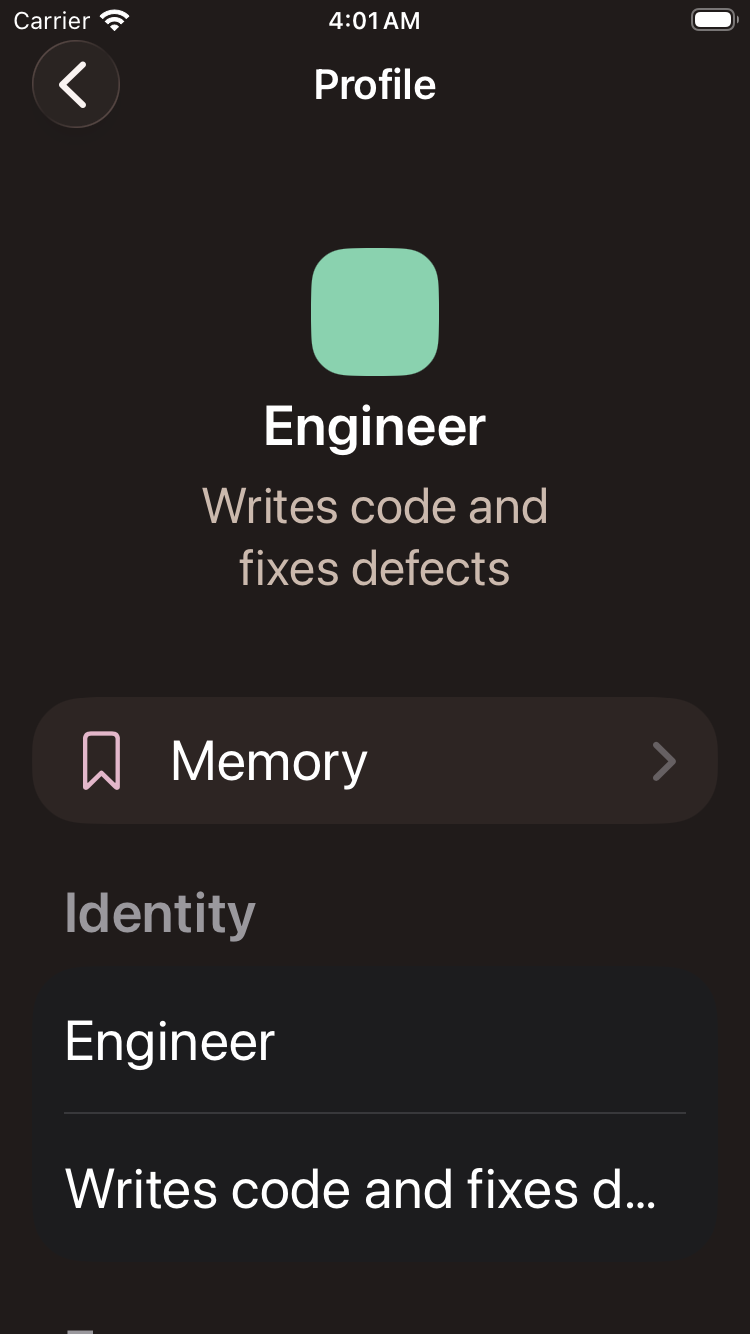 Carrier 4:01 AM
Profile
Engineer
Writes code and
fixes defects
Memory
Identity
Engineer
Writes code and fixes d...